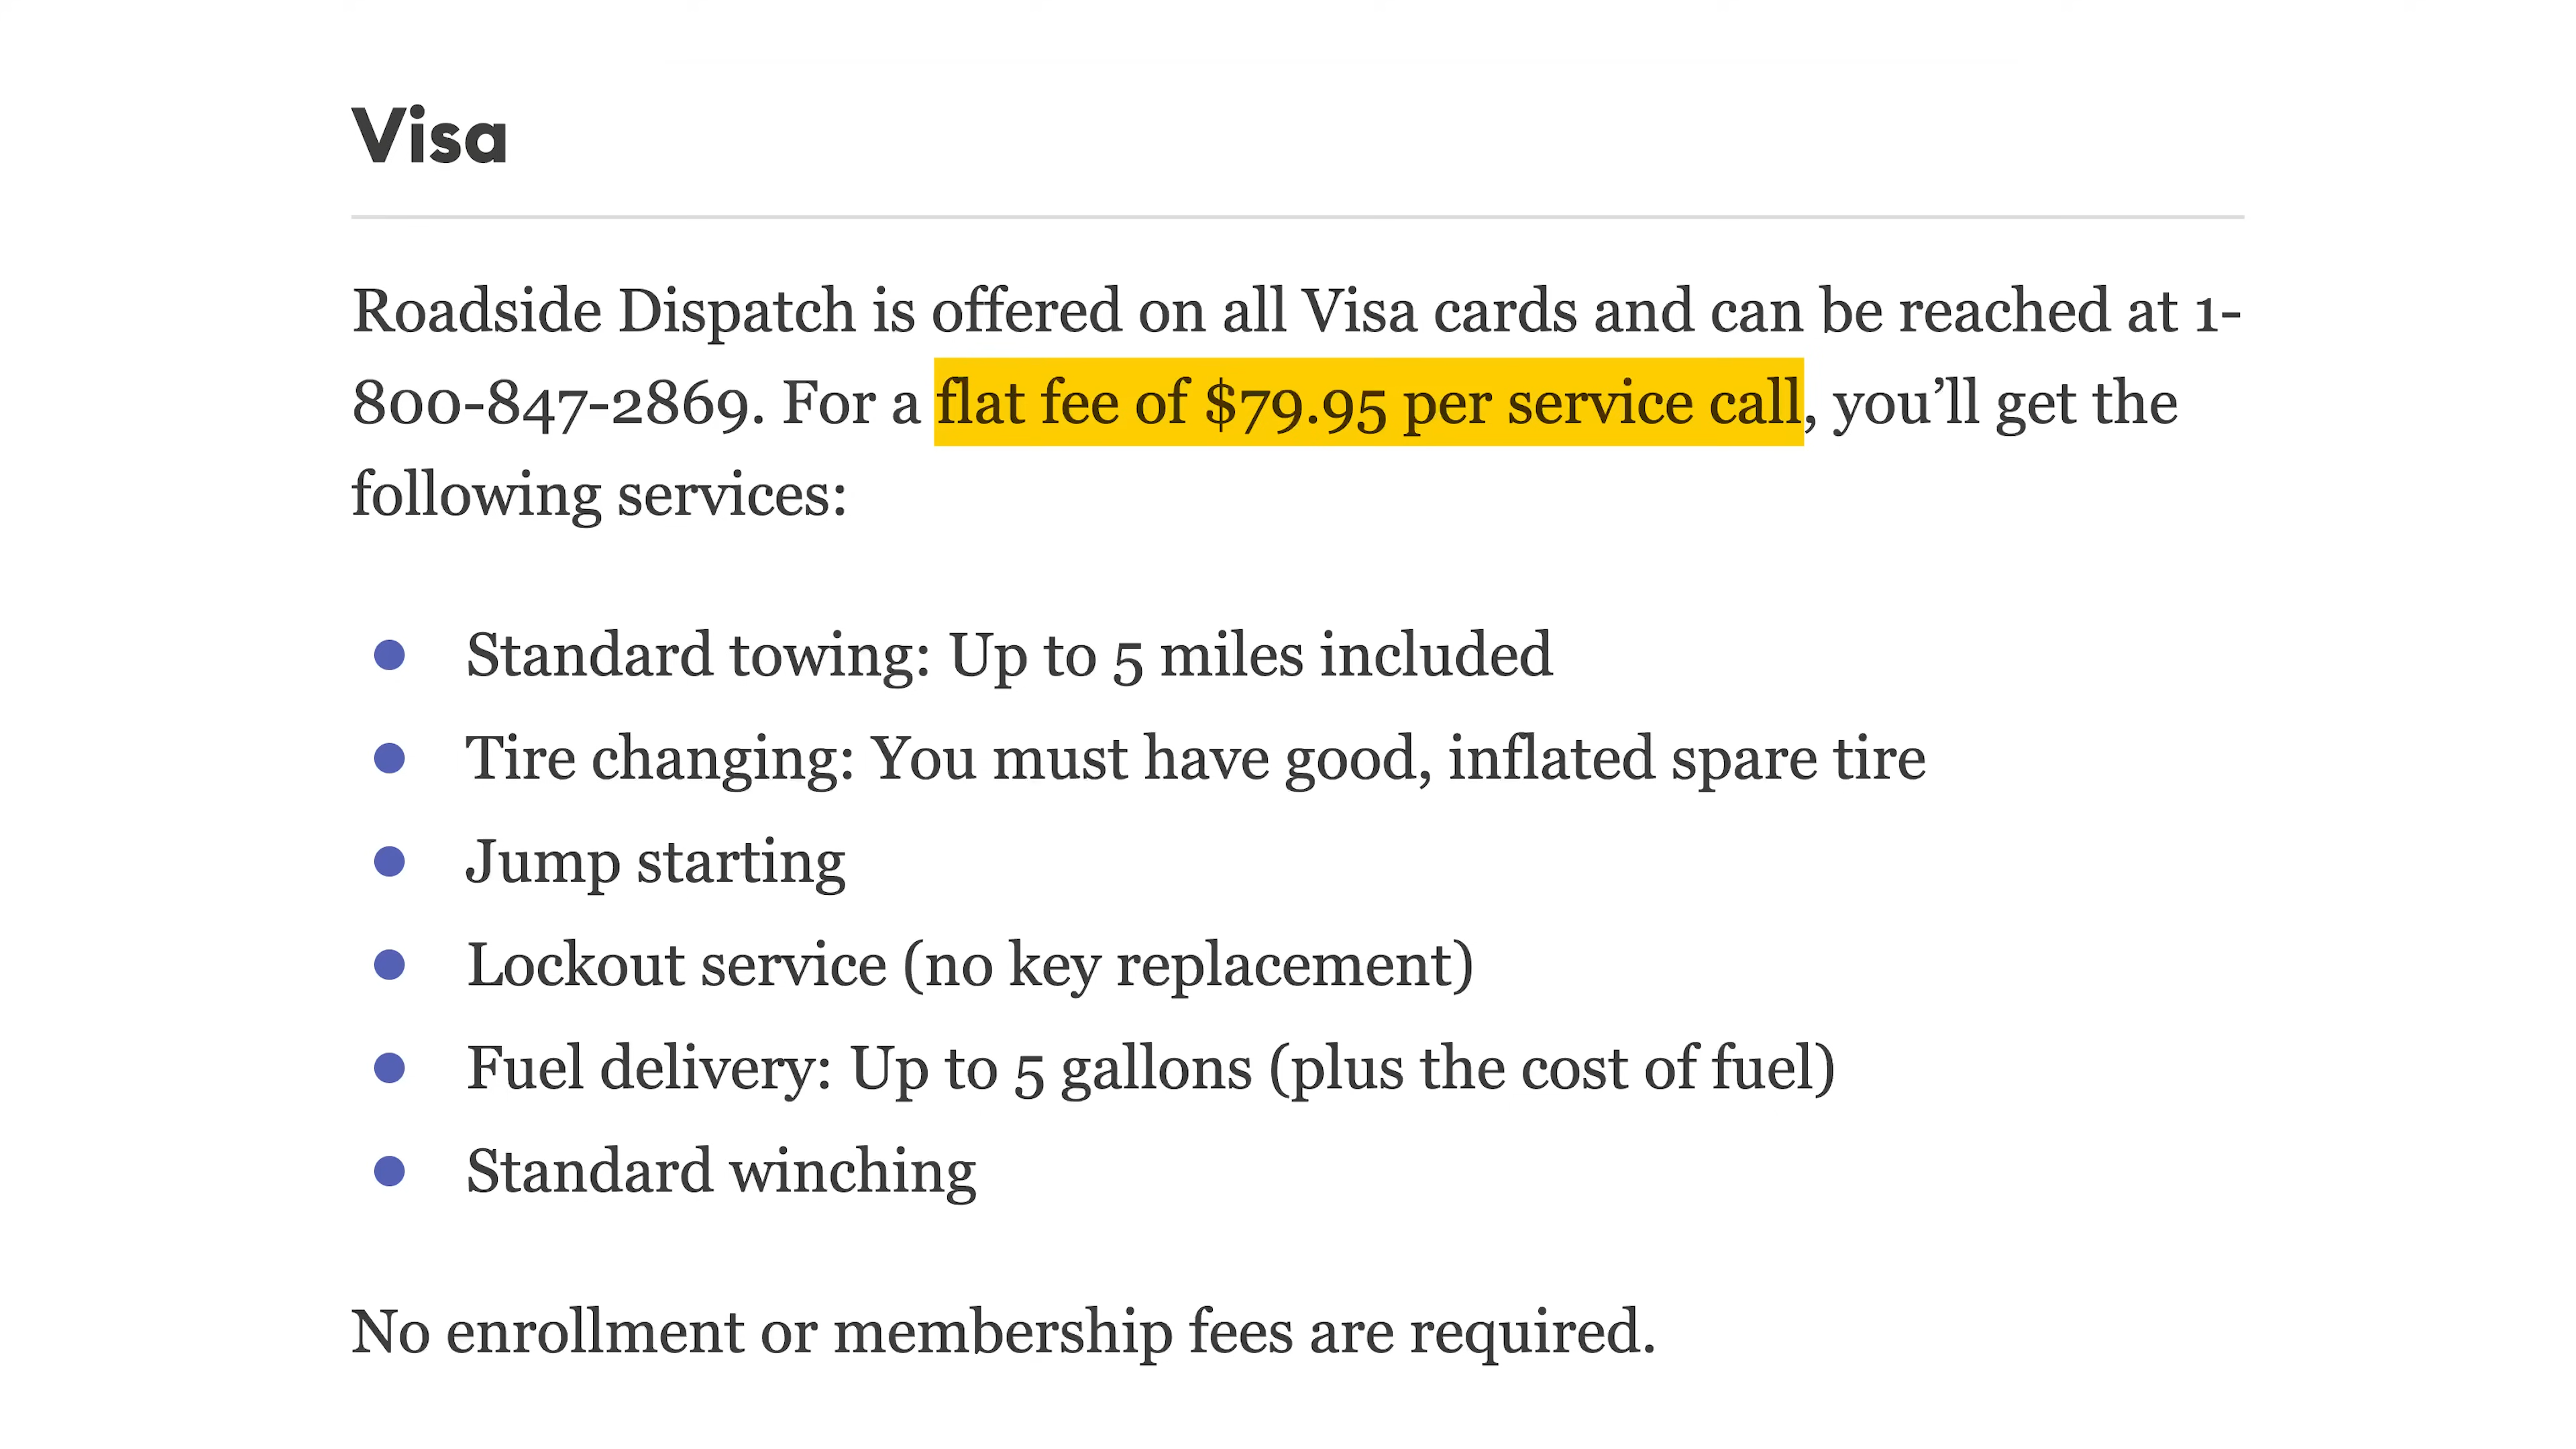 Visa
Roadside Dispatch is offered on all Visa cards and can be reached at 1-
800-847-2869. For a flat fee of $79.95 per service call, you’ll get the
following services:
● Standard towing: Up to 5 miles included
● Tire changing: You must have good, inflated spare tire
● Jump starting
● Lockout service (no key replacement)
● Fuel delivery: Up to 5 gallons (plus the cost of fuel)
● Standard winching
No enrollment or membership fees are required.